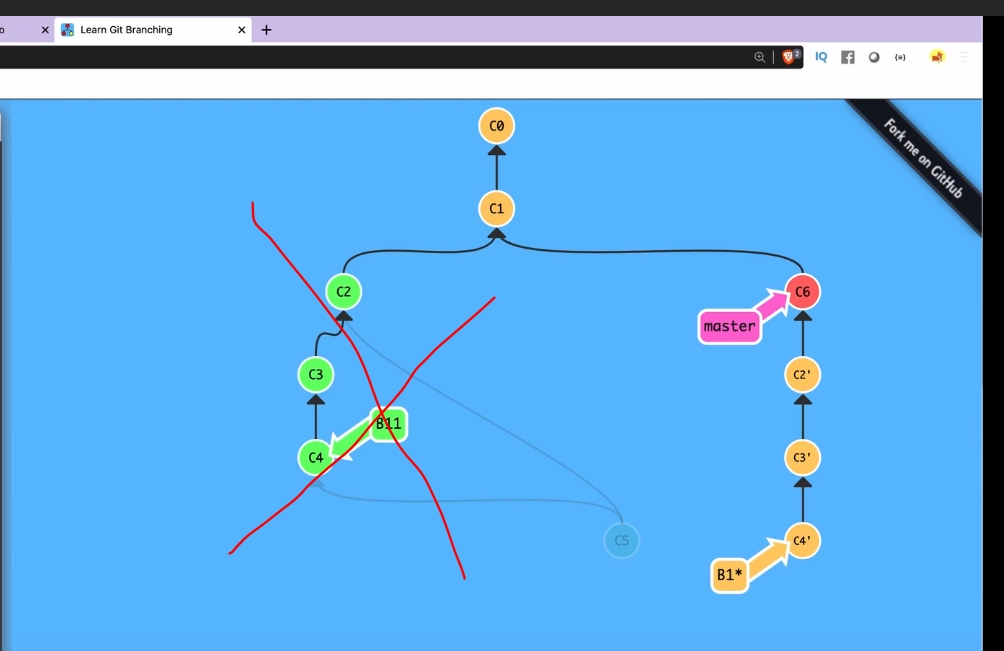 o
Learn Git Branching
2
IQ
C0
Fork me on GitHub
C1
C2
C6
master
C3
C2'
B11
C4
C3'
C5
C4'
B1*